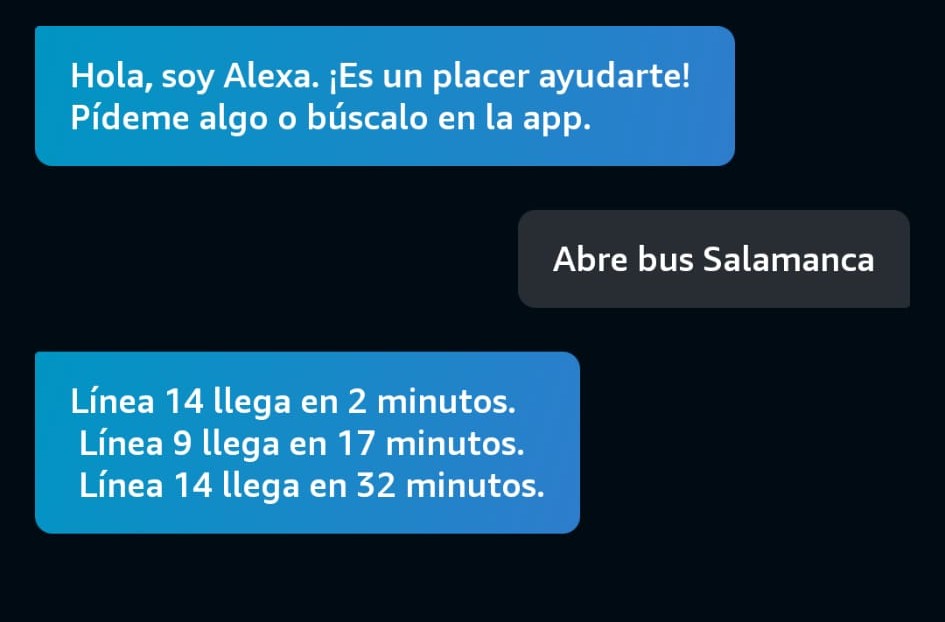 Hola, soy Alexa. ¡Es un placer ayudarte!
Pídeme algo o búscalo en la app.
Abre bus Salamanca
Línea 14 llega en 2 minutos.
Línea 9 llega en 17 minutos.
Línea 14 llega en 32 minutos.